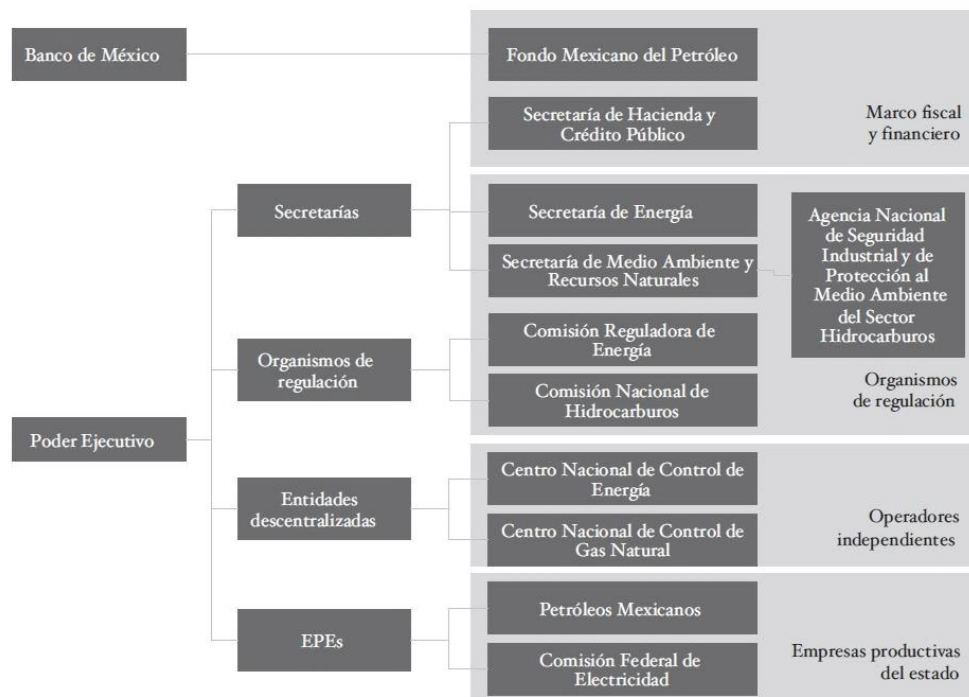 Banco de México
Fondo Mexicano del Petróleo
Secretaría de Hacienda y
Crédito Público
Marco fiscal
y financiero
Secretarías
Secretaría de Energía
Secretaría de Medio Ambiente y
Recursos Naturales
Agencia Nacional
de Seguridad
Industrial y de
Protección al
Medio Ambiente
del Sector
Hidrocarburos
Organismos de
regulación
Comisión Reguladora de
Energía
Comisión Nacional de
Hidrocarburos
Organismos
de regulación
Poder Ejecutivo
Entidades
descentralizadas
Centro Nacional de Control de
Energía
Centro Nacional de Control de
Gas Natural
Operadores
independientes
EPEs
Petróleos Mexicanos
Comisión Federal de
Electricidad
Empresas productivas
del estado